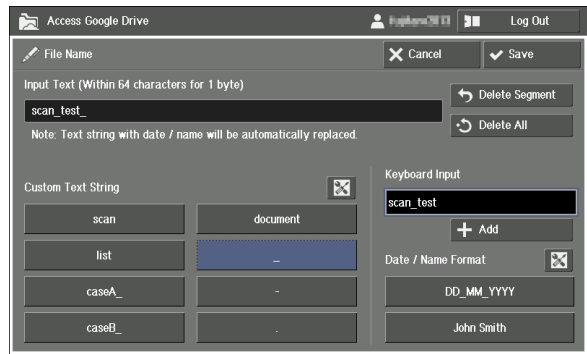 Access Google Drive
Log Out
File Name
Cancel
Save
Input Text (Within 64 characters for 1 byte)
scan_test_
Delete Segment
Note: Text string with date / name will be automatically replaced.
Delete All
Custom Text String
Keyboard Input
scan_test
scan
document
Add
list
_
Date / Name Format
caseA_
-
DD_MM_YYYY
caseB_
.
John Smith